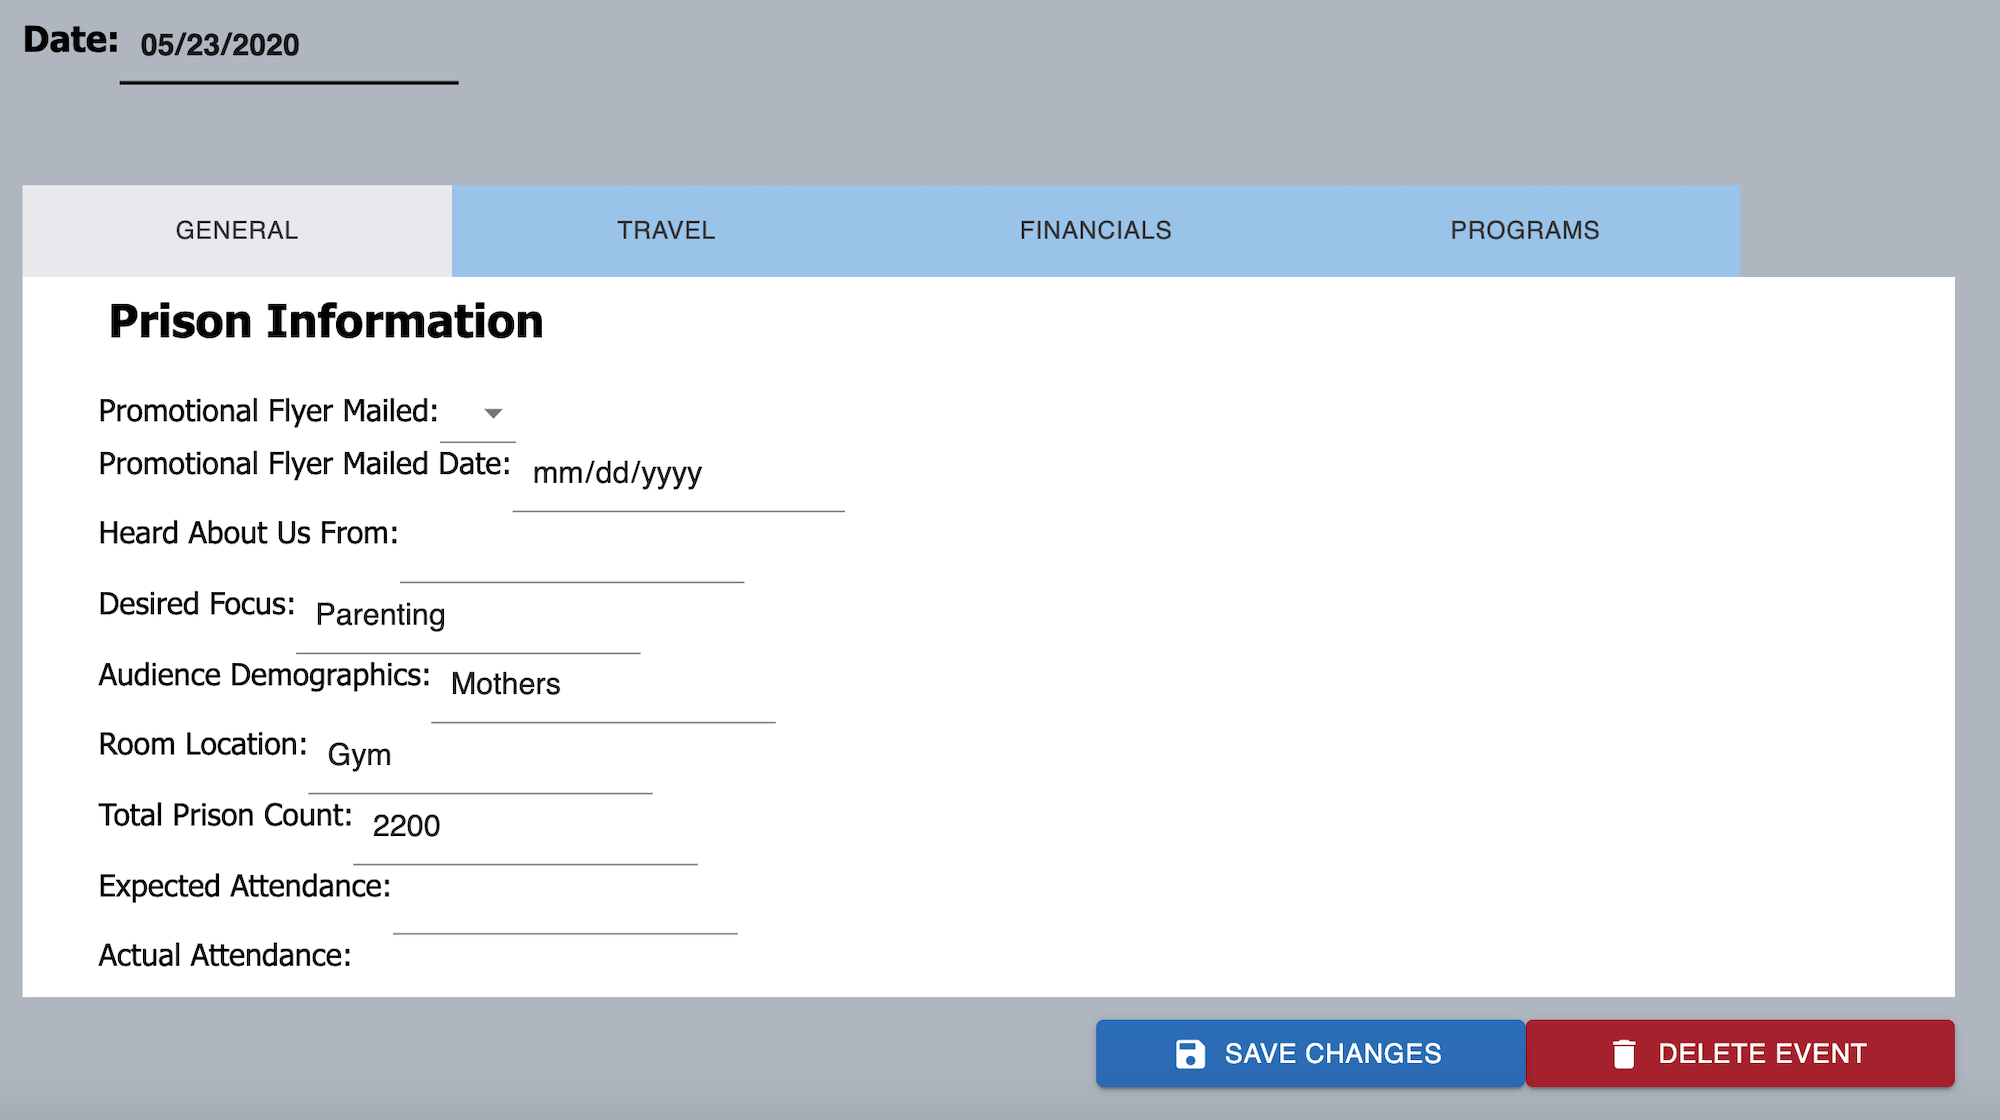 Date: 05/23/2020
GENERAL TRAVEL FINANCIALS PROGRAMS
Prison Information
Promotional Flyer Mailed:
Promotional Flyer Mailed Date: mm/dd/yyyy
Heard About Us From:
Desired Focus: Parenting
Audience Demographics: Mothers
Room Location: Gym
Total Prison Count: 2200
Expected Attendance:
Actual Attendance:
SAVE CHANGES DELETE EVENT